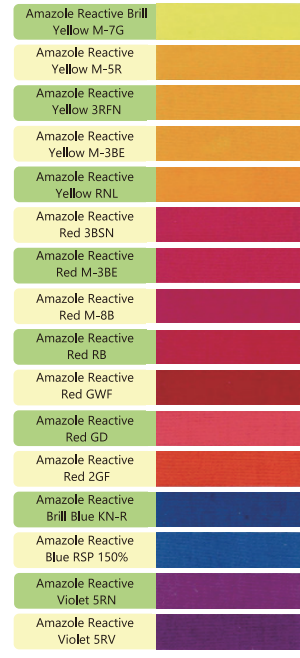 Amazole Reactive Brill
Yellow M-7G
Amazole Reactive
Yellow M-5R
Amazole Reactive
Yellow 3RFN
Amazole Reactive
Yellow M-3BE
Amazole Reactive
Yellow RNL
Amazole Reactive
Red 3BSN
Amazole Reactive
Red M-3BE
Amazole Reactive
Red M-8B
Amazole Reactive
Red RB
Amazole Reactive
Red GWF
Amazole Reactive
Red GD
Amazole Reactive
Red 2GF
Amazole Reactive
Brill Blue KN-R
Amazole Reactive
Blue RSP 150%
Amazole Reactive
Violet 5RN
Amazole Reactive
Violet 5RV